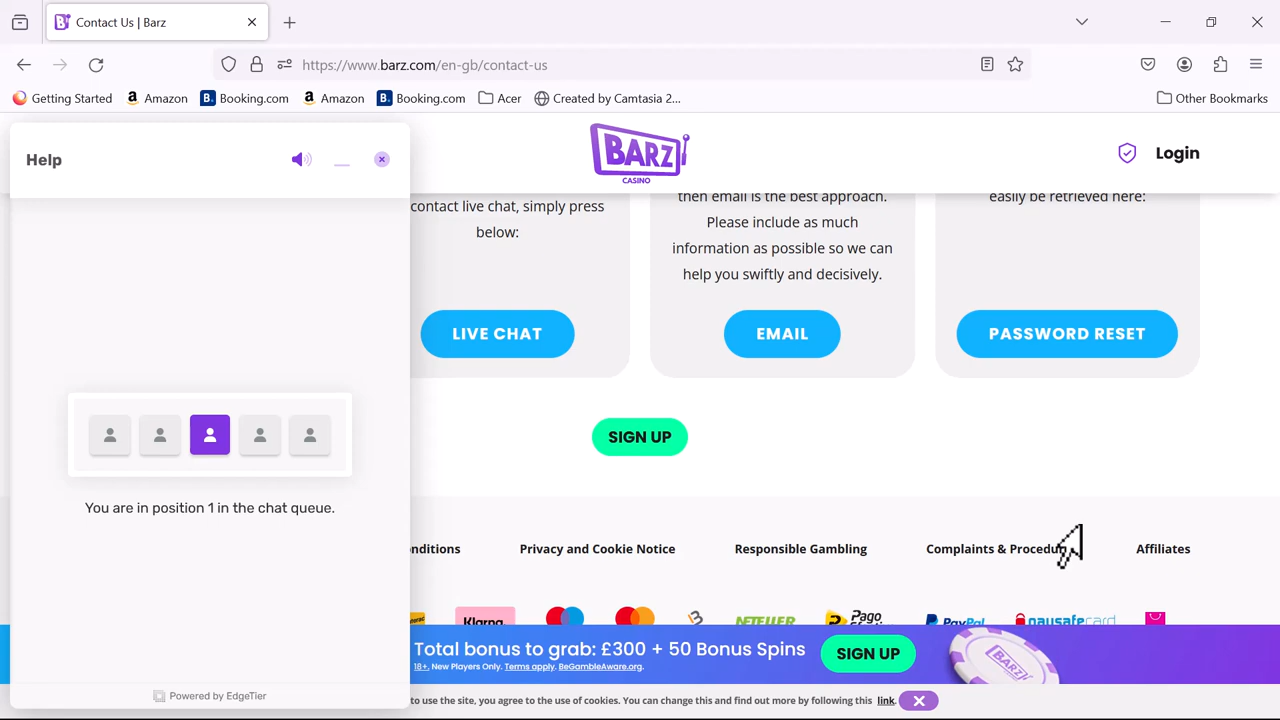 Contact Us | Barz
https://www.barz.com/en-gb/contact-us
Getting Started
Amazon
Booking.com
Amazon
Booking.com
Acer
Created by Camtasia 2...
Other Bookmarks
Help
BARZ
CASINO
Login
contact live chat, simply press
below:
then email is the best approach.
Please include as much
information as possible so we can
help you swiftly and decisively.
easily be retrieved here:
LIVE CHAT
EMAIL
PASSWORD RESET
SIGN UP
You are in position 1 in the chat queue.
onditions
Privacy and Cookie Notice
Responsible Gambling
Complaints & Procedu
Affiliates
Klarna.
NETELLER
Pago
PayPal
paysafecard
Total bonus to grab: £300 + 50 Bonus Spins
18+. New Players Only. Terms apply. BeGambleAware.org.
SIGN UP
BARZ
Powered by EdgeTier
to use the site, you agree to the use of cookies. You can change this and find out more by following this link.